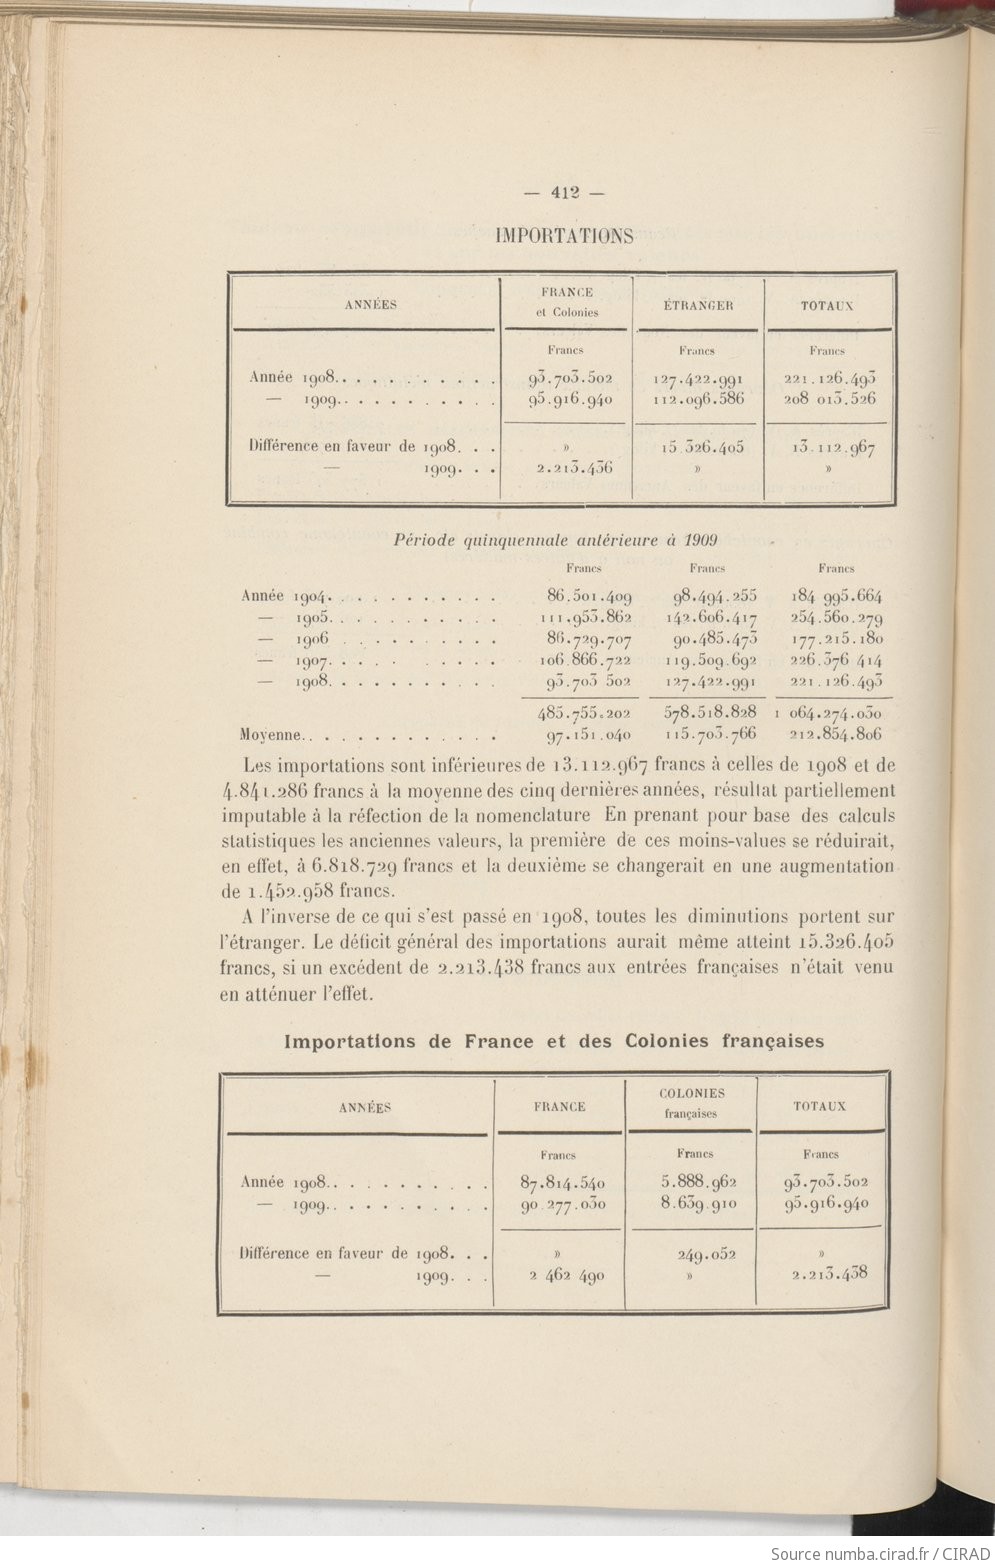 — 412 —
IMPORTATIONS
ANNÉES FRANCE et Colonies ÉTRANGER TOTAUX
Francs Francs Francs
Année 1908. . . . . . . . . . . 93.703.502 127.422.991 221.126.493
— 1909. . . . . . . . . . . 95.916.940 112.096.586 208 013.526
Différence en faveur de 1908. . . » 15.326.405 13.112.967
— 1909. . . 2.213.436 » »
Période quinquennale antérieure à 1909
Francs Francs Francs
Année 1904. . . . . . . . . . . 86.501.409 98.494.255 184 995.664
— 1905. . . . . . . . . . . 111.953.862 142.606.417 254.560.279
— 1906 . . . . . . . . . . 86.729.707 90.485.473 177.215.180
— 1907. . . . . . . . . . 106.866.722 119.509.692 226.376 414
— 1908. . . . . . . . . . . 93.703 502 127.422.991 221.126.493
485.755.202 578.518.828 1 064.274.030
Moyenne. . . . . . . . . . . . 97.151.040 115.703.766 212.854.806
Les importations sont inférieures de 13.112.967 francs à celles de 1908 et de
4.841.286 francs à la moyenne des cinq dernières années, résultat partiellement
imputable à la réfection de la nomenclature En prenant pour base des calculs
statistiques les anciennes valeurs, la première de ces moins-values se réduirait,
en effet, à 6.818.729 francs et la deuxième se changerait en une augmentation
de 1.452.958 francs.
A l'inverse de ce qui s'est passé en 1908, toutes les diminutions portent sur
l'étranger. Le déficit général des importations aurait même atteint 15.326.405
francs, si un excédent de 2.213.438 francs aux entrées françaises n'était venu
en atténuer l'effet.
Importations de France et des Colonies françaises
ANNÉES FRANCE COLONIES françaises TOTAUX
Francs Francs Francs
Année 1908. . . . . . . . . . . 87.814.540 5.888.962 93.703.502
— 1909. . . . . . . . . . . 90.277.030 8.639.910 95.916.940
Différence en faveur de 1908. . . » 249.052 »
— 1909. . . 2 462 490 » 2.213.438
Source numba.cirad.fr / CIRAD